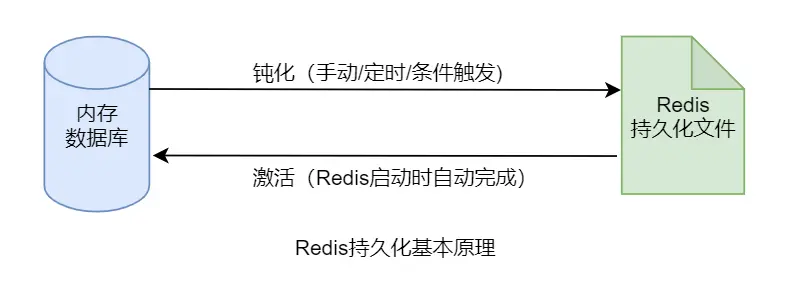 钝化（手动/定时/条件触发)
内存
数据库
Redis
持久化文件
激活（Redis启动时自动完成）
Redis持久化基本原理